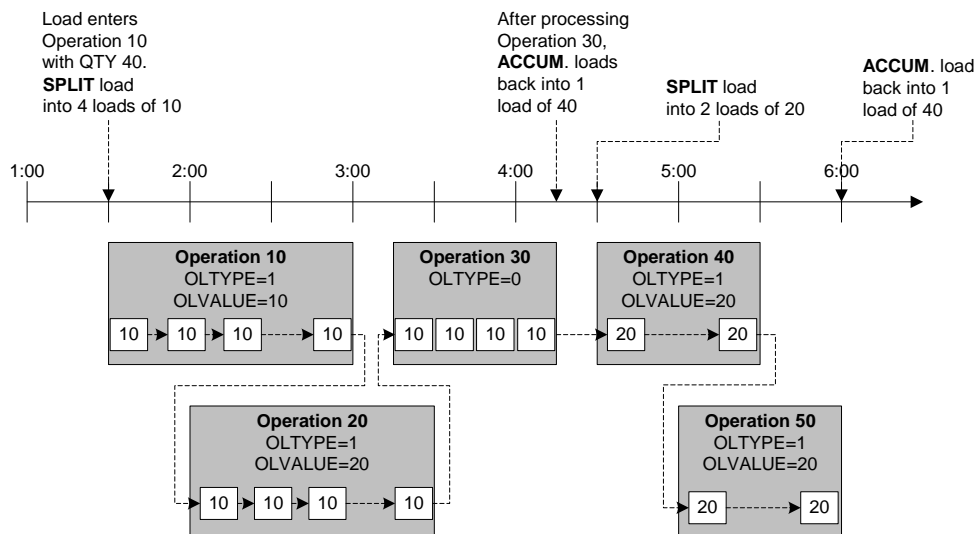 Load enters
Operation 10
with QTY 40.
SPLIT load
into 4 loads of 10
After processing
Operation 30,
ACCUM. loads
back into 1
load of 40
SPLIT load
into 2 loads of 20
ACCUM. load
back into 1
load of 40
1:00 2:00 3:00 4:00 5:00 6:00
Operation 10
OLTYPE=1
OLVALUE=10
10 10 10 10
Operation 30
OLTYPE=0
10 10 10 10
Operation 40
OLTYPE=1
OLVALUE=20
20 20
Operation 20
OLTYPE=1
OLVALUE=20
10 10 10 10
Operation 50
OLTYPE=1
OLVALUE=20
20 20